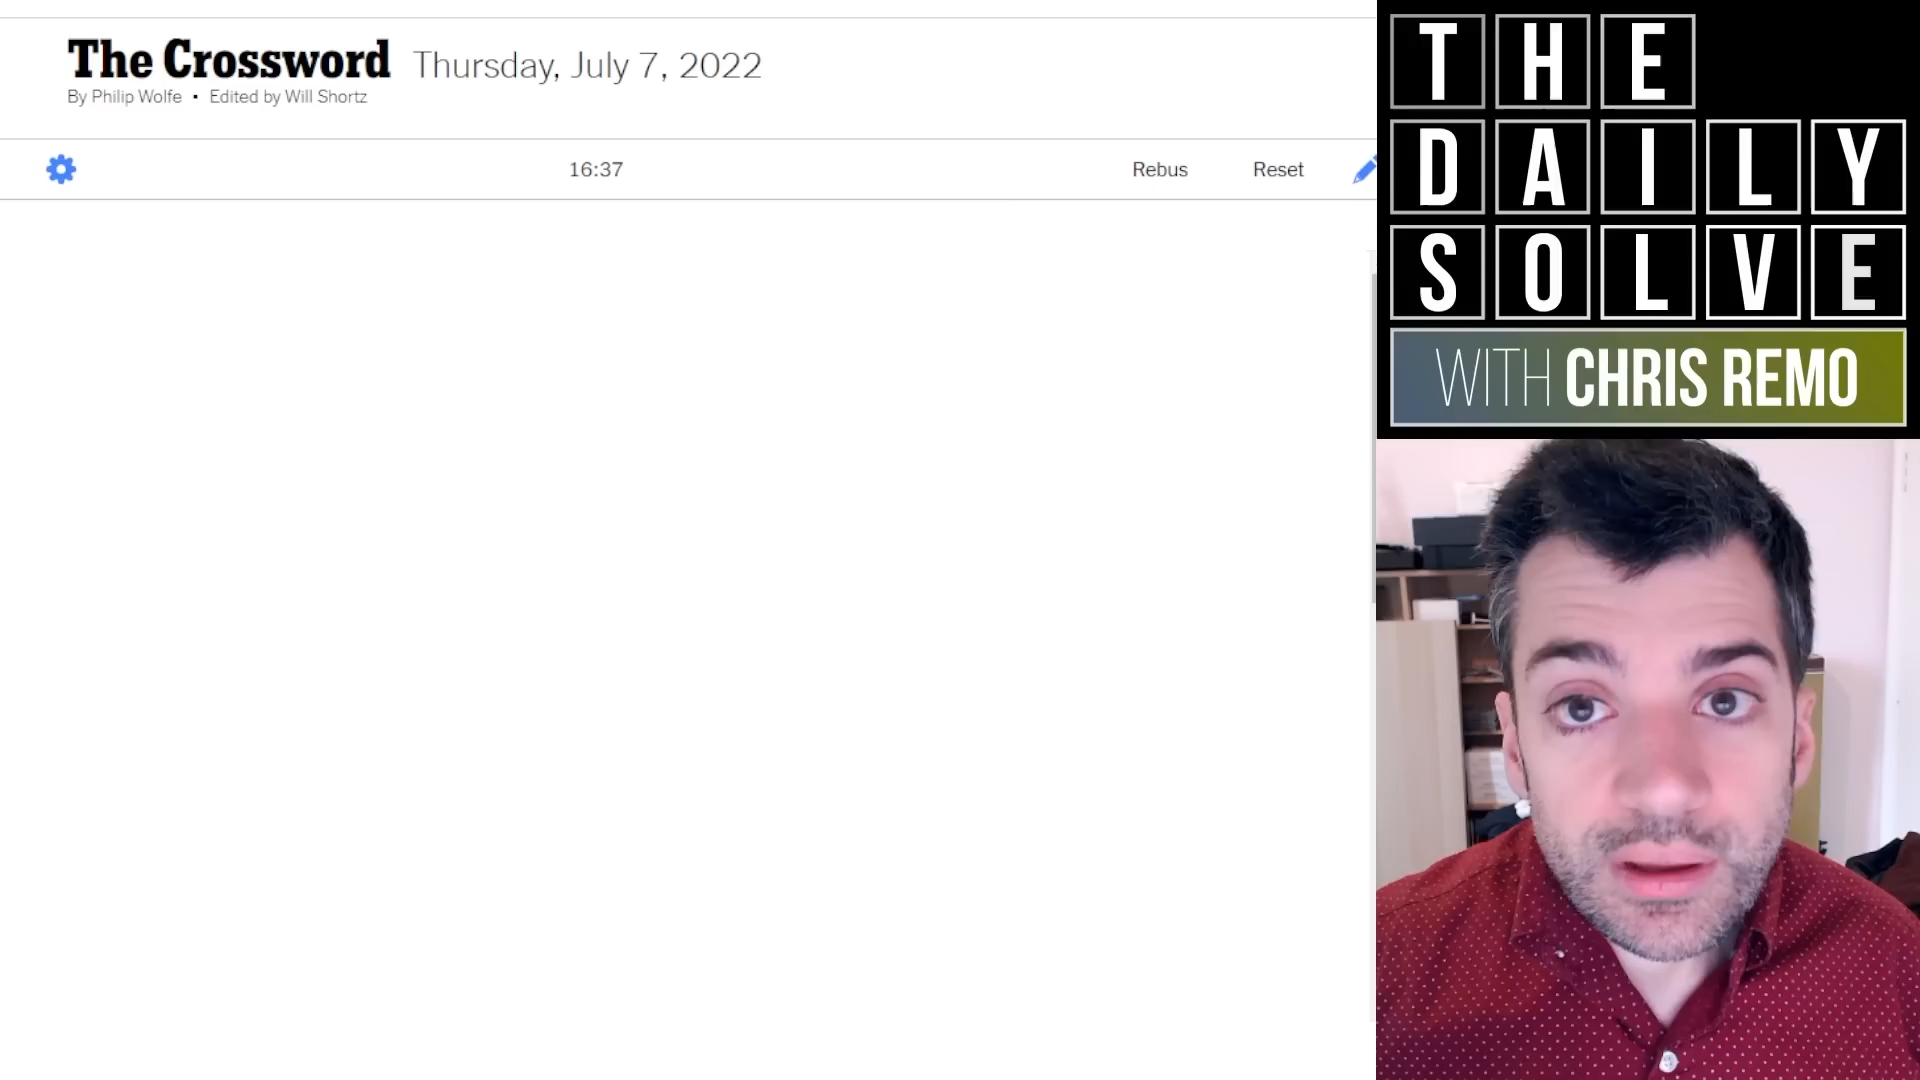 The Crossword Thursday, July 7, 2022
By Philip Wolfe • Edited by Will Shortz
16:37 Rebus Reset
THE
DAILY
SOLVE
WITH CHRIS REMO